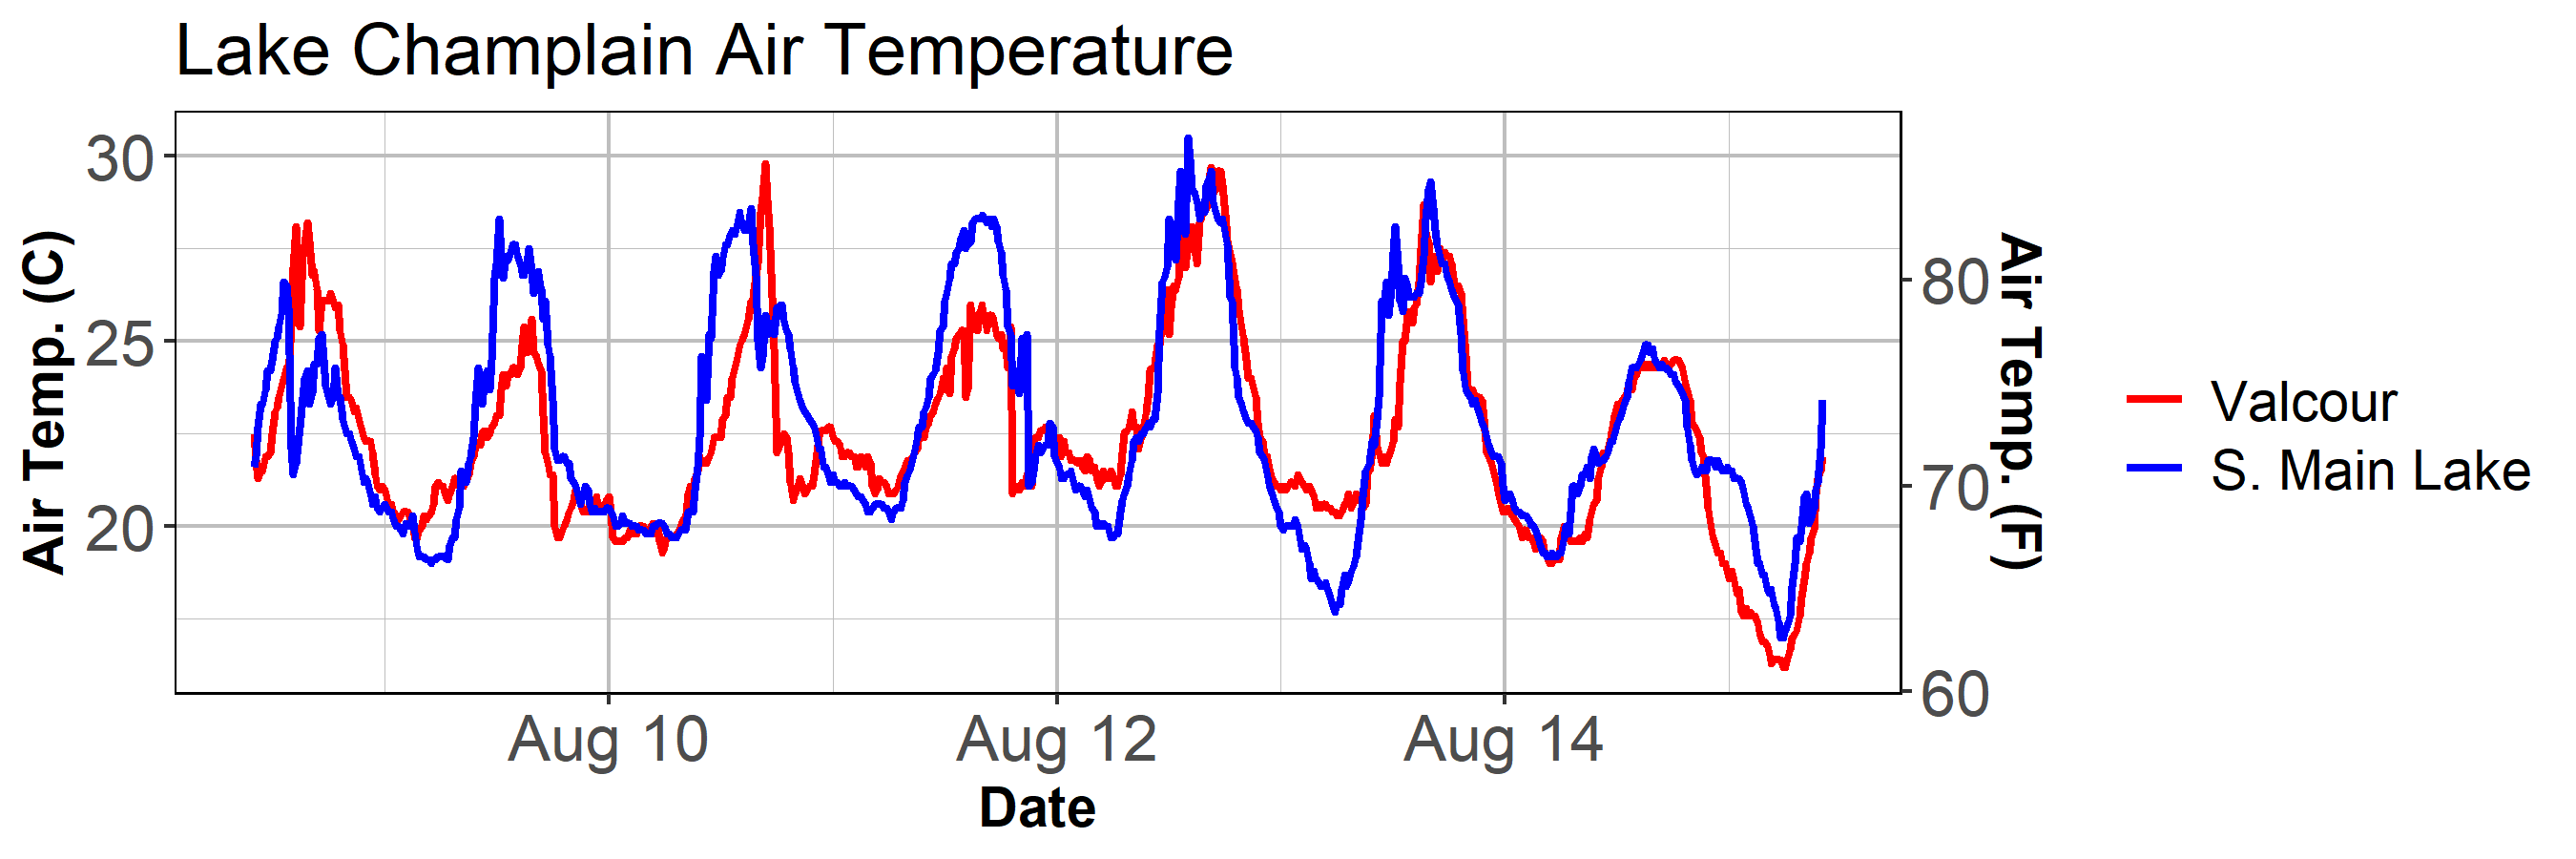 Lake Champlain Air Temperature
Air Temp. (C)
30
25
20
80
70
60
Air Temp. (F)
Aug 10
Aug 12
Aug 14
Date
Valcour
S. Main Lake